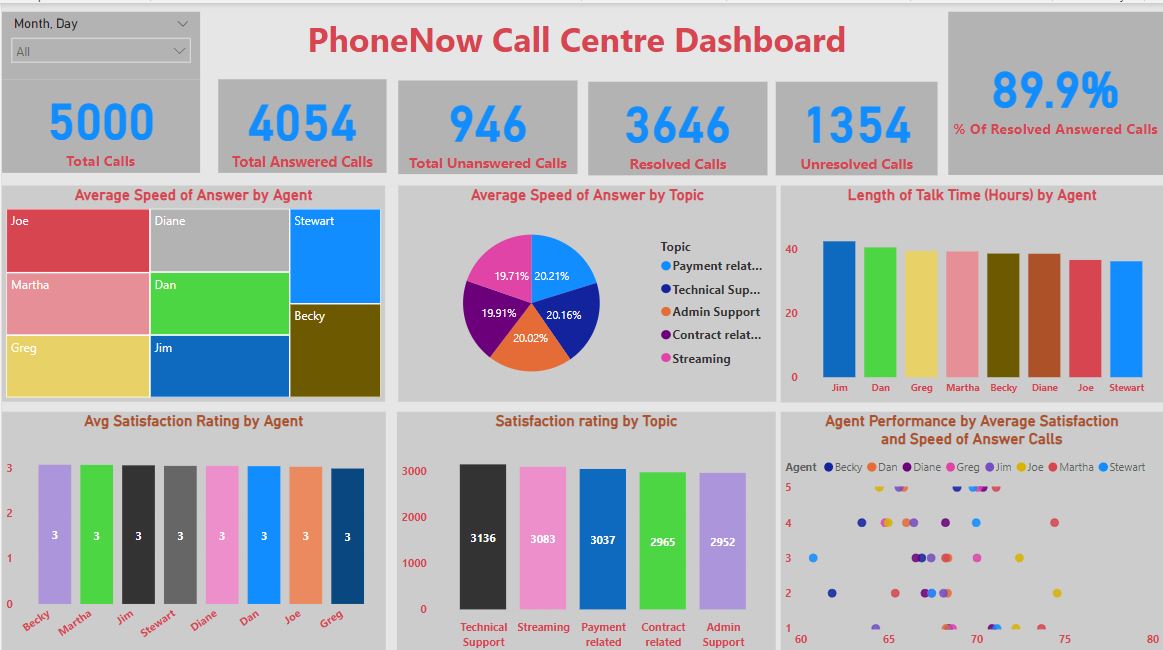 Month, Day
All
PhoneNow Call Centre Dashboard
5000
Total Calls
4054
Total Answered Calls
946
Total Unanswered Calls
3646
Resolved Calls
1354
Unresolved Calls
89.9%
% Of Resolved Answered Calls
Average Speed of Answer by Agent
Joe
Diane
Stewart
Martha
Dan
Becky
Greg
Jim
Average Speed of Answer by Topic
19.71%
20.21%
19.91%
20.16%
20.02%
Topic
Payment relat...
Technical Sup...
Admin Support
Contract relat...
Streaming
Length of Talk Time (Hours) by Agent
40
20
0
Jim Dan Greg Martha Becky Diane Joe Stewart
Avg Satisfaction Rating by Agent
3
2
1
0
3 3 3 3 3 3 3 3
Becky Martha Jim Stewart Diane Dan Joe Greg
Satisfaction rating by Topic
3000
2000
1000
0
3136 3083 3037 2965 2952
Technical Support
Streaming
Payment related
Contract related
Admin Support
Agent Performance by Average Satisfaction
and Speed of Answer Calls
Agent Becky Dan Diane Greg Jim Joe Martha Stewart
5
4
3
2
1
60 65 70 75 80